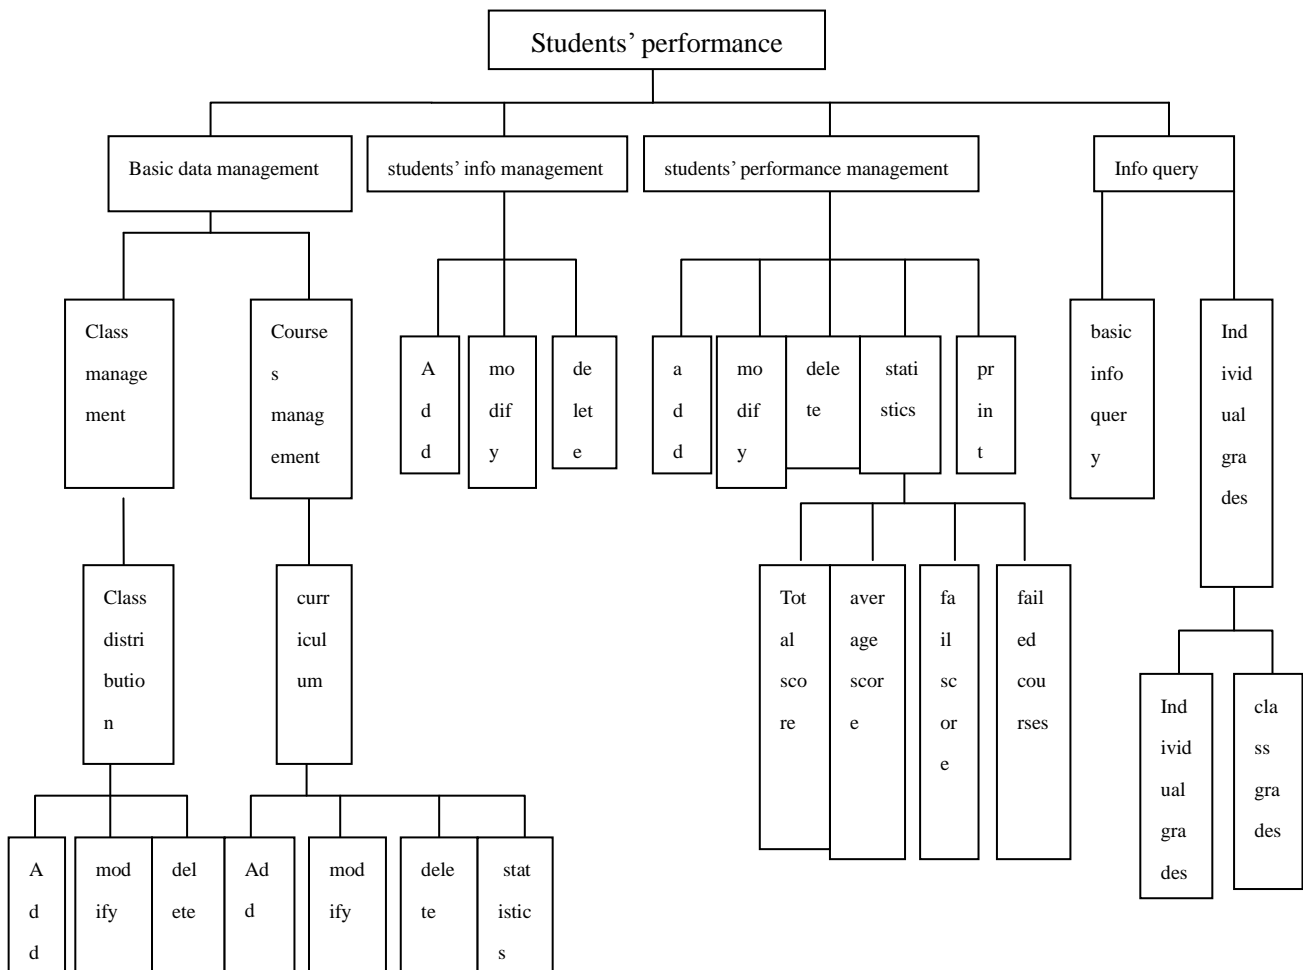 Students’ performance
Basic data management
students’ info management
students’ performance management
Info query
Class
manage
ment
Course
s
manag
ement
A
d
d
mo
dif
y
de
let
e
a
d
d
mo
dif
y
dele
te
stati
stics
pr
in
t
basic
info
quer
y
Ind
ivid
ual
gra
des
Class
distri
butio
n
curr
icul
um
Tot
al
sco
re
aver
age
scor
e
fa
il
sc
or
e
fail
ed
cou
rses
Ind
ivid
ual
gra
des
cla
ss
gra
des
A
d
d
mod
ify
del
ete
Ad
d
mod
ify
dele
te
stat
istic
s